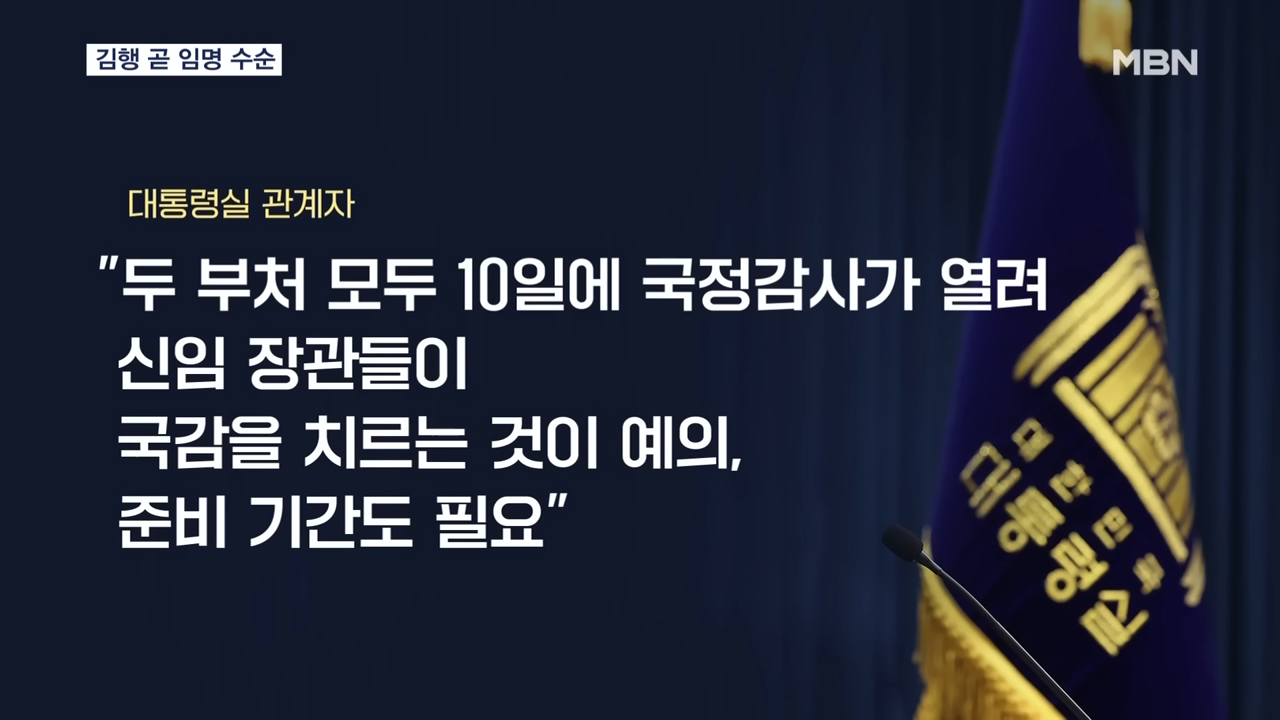 김행 곧 임명 수순
MBN
대통령실 관계자
"두 부처 모두 10일에 국정감사가 열려
신임 장관들이
국감을 치르는 것이 예의,
준비 기간도 필요"
대한민국
대통령실